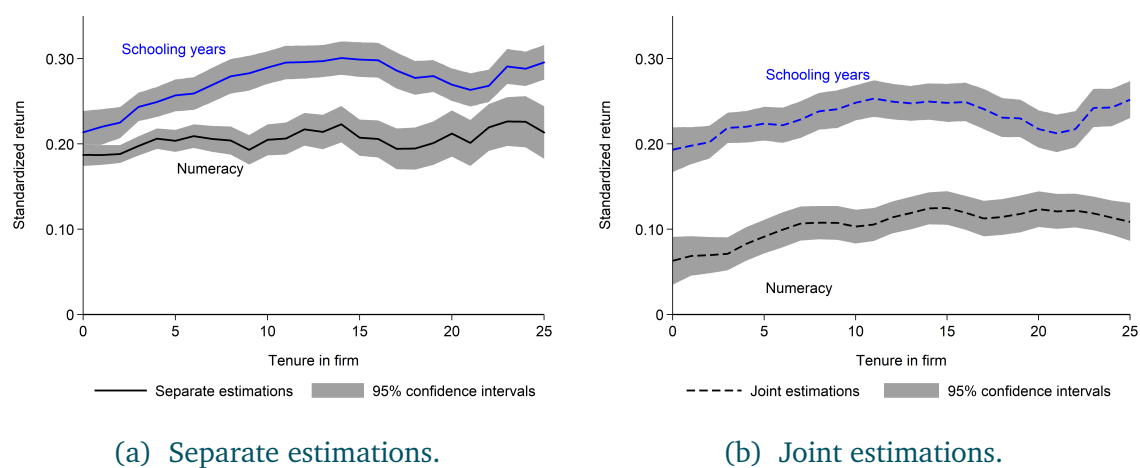 Standardized return
0.30
0.20
0.10
0
Schooling years
Numeracy
0 5 10 15 20 25
Tenure in firm
Separate estimations 95% confidence intervals
(a) Separate estimations.
Standardized return
0.30
0.20
0.10
0
Schooling years
Numeracy
0 5 10 15 20 25
Tenure in firm
Joint estimations 95% confidence intervals
(b) Joint estimations.